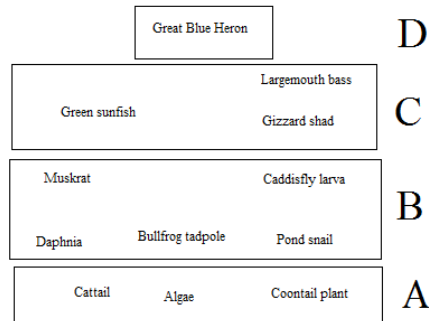 Great Blue Heron
D
Largemouth bass
Green sunfish
Gizzard shad
C
Muskrat
Caddisfly larva
B
Daphnia
Bullfrog tadpole
Pond snail
Cattail
Algae
Coontail plant
A